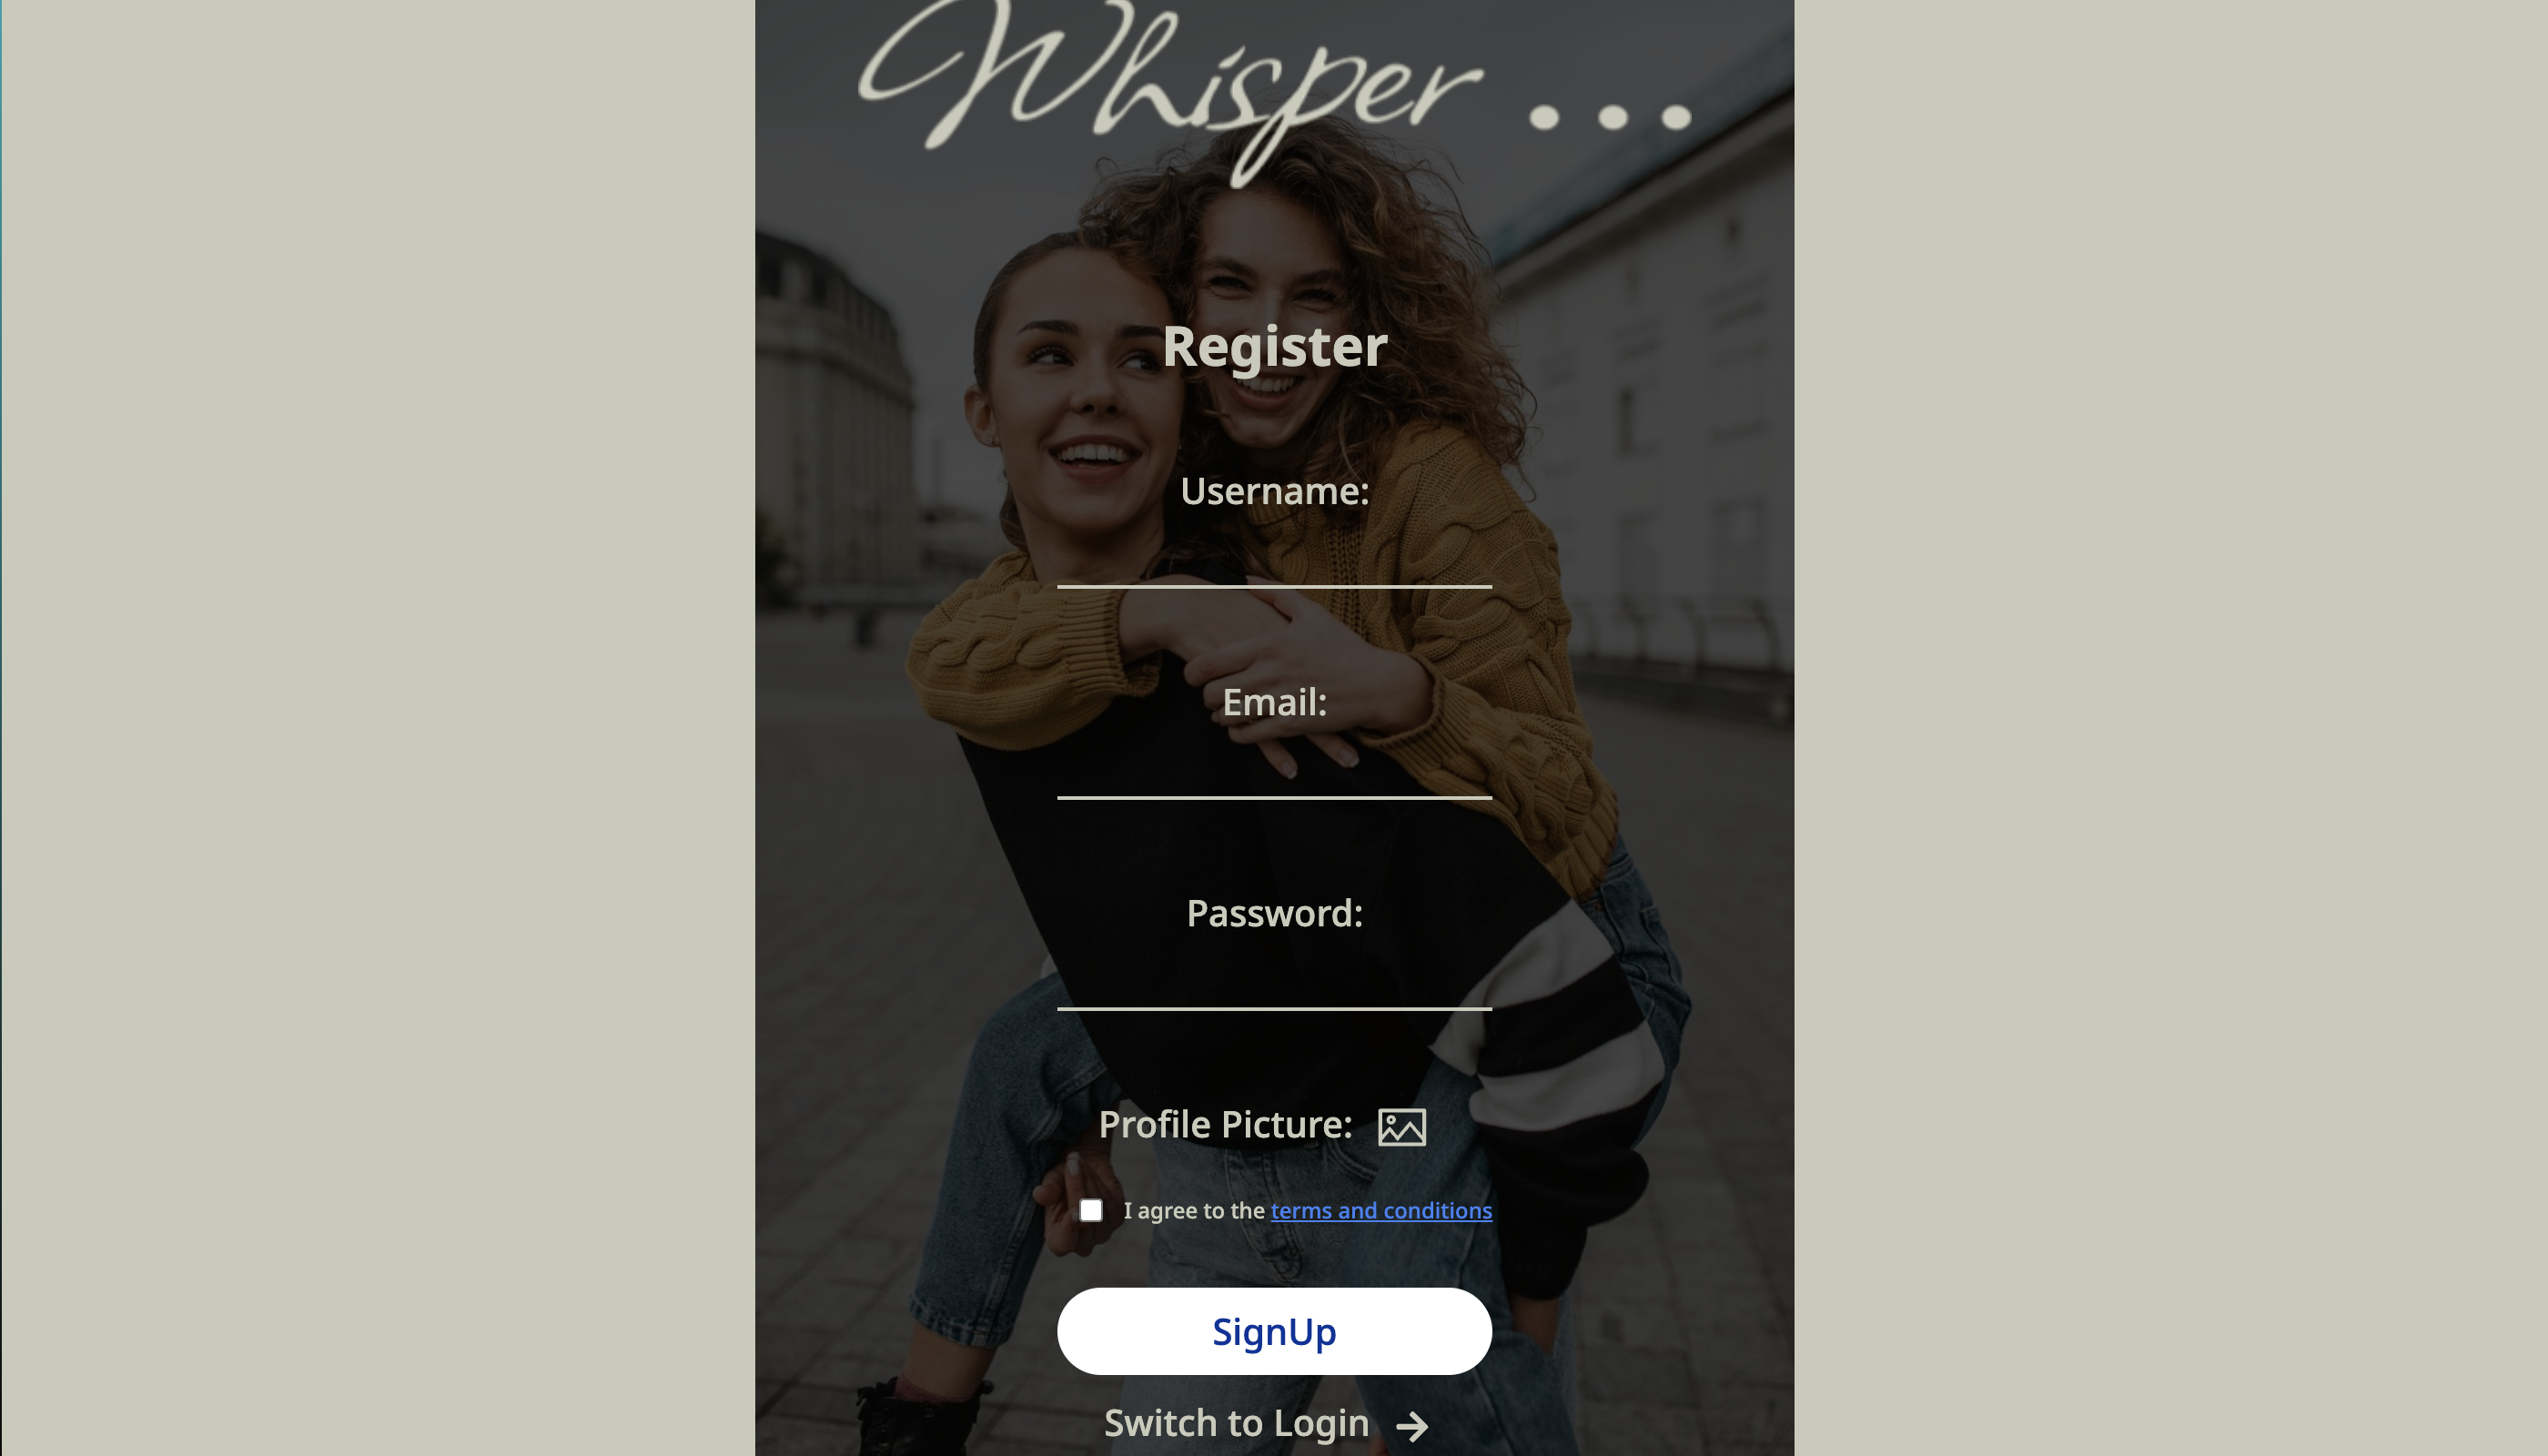 Whisper...
Register
Username:
Email:
Password:
Profile Picture:
I agree to the terms and conditions
SignUp
Switch to Login